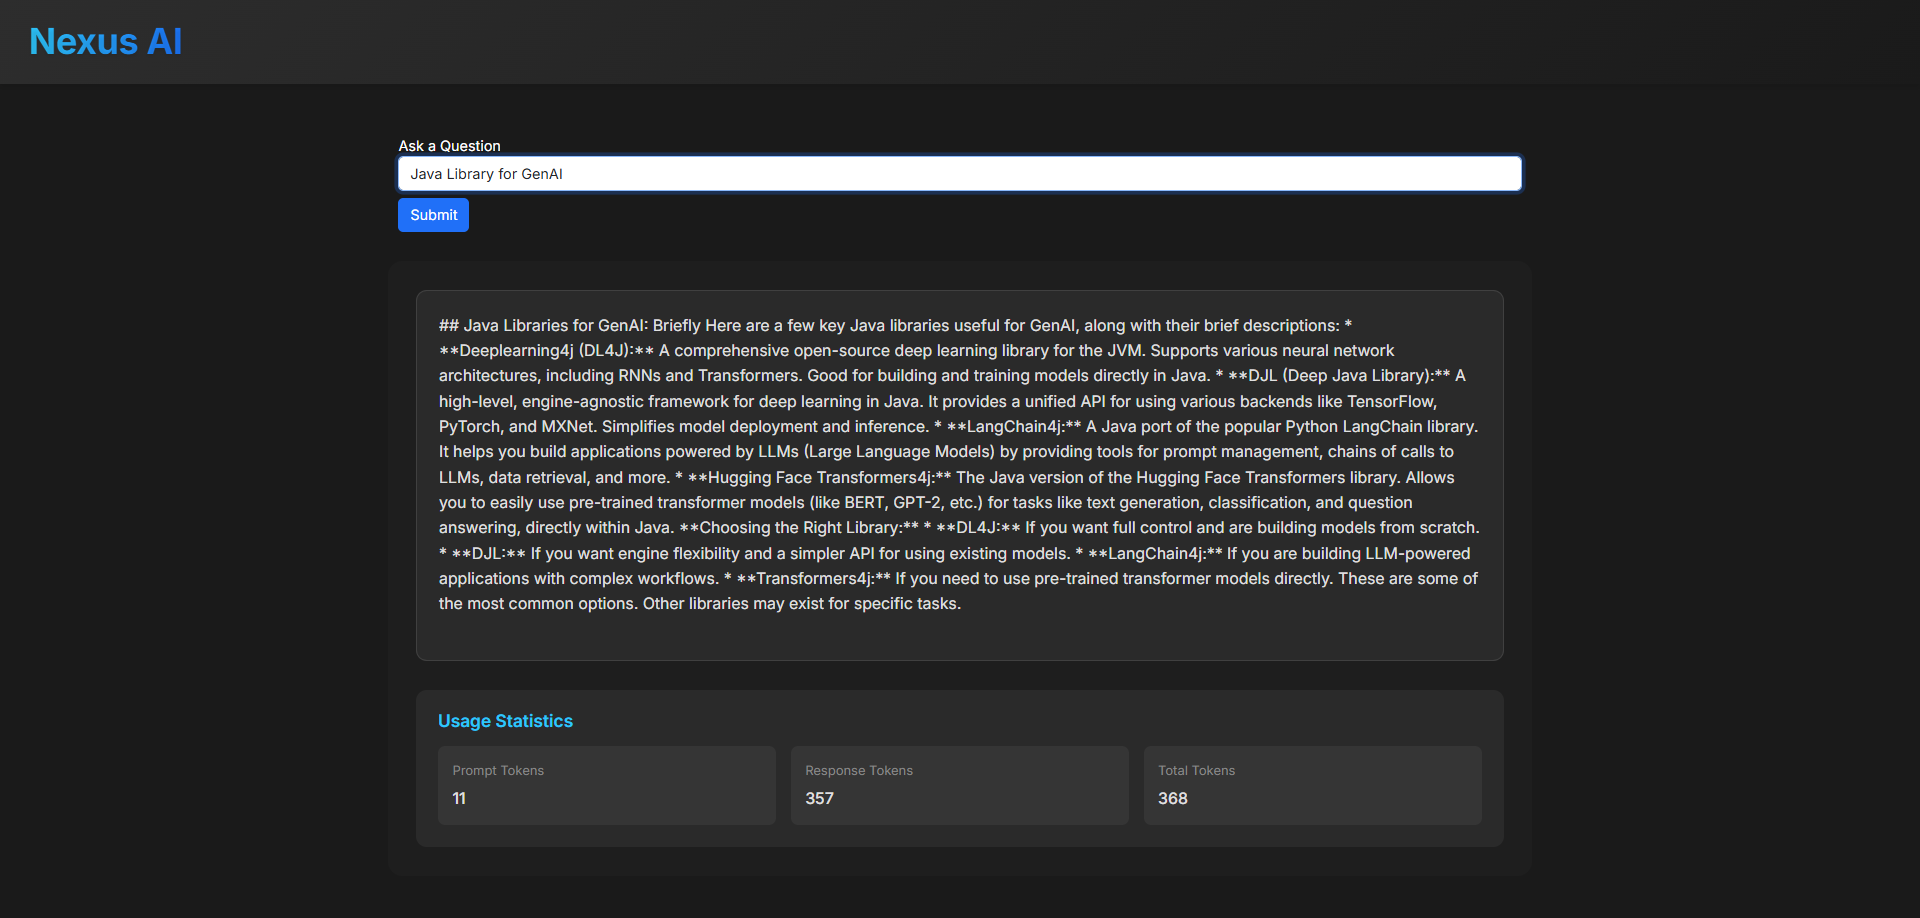 Nexus AI
Ask a Question
Java Library for GenAI
Submit
## Java Libraries for GenAI: Briefly Here are a few key Java libraries useful for GenAI, along with their brief descriptions: *
**Deeplearning4j (DL4J):** A comprehensive open-source deep learning library for the JVM. Supports various neural network
architectures, including RNNs and Transformers. Good for building and training models directly in Java. * **DJL (Deep Java Library):** A
high-level, engine-agnostic framework for deep learning in Java. It provides a unified API for using various backends like TensorFlow,
PyTorch, and MXNet. Simplifies model deployment and inference. * **LangChain4j:** A Java port of the popular Python LangChain library.
It helps you build applications powered by LLMs (Large Language Models) by providing tools for prompt management, chains of calls to
LLMs, data retrieval, and more. * **Hugging Face Transformers4j:** The Java version of the Hugging Face Transformers library. Allows
you to easily use pre-trained transformer models (like BERT, GPT-2, etc.) for tasks like text generation, classification, and question
answering, directly within Java. **Choosing the Right Library:** * **DL4J:** If you want full control and are building models from scratch.
* **DJL:** If you want engine flexibility and a simpler API for using existing models. * **LangChain4j:** If you are building LLM-powered
applications with complex workflows. * **Transformers4j:** If you need to use pre-trained transformer models directly. These are some of
the most common options. Other libraries may exist for specific tasks.
Usage Statistics
Prompt Tokens
11
Response Tokens
357
Total Tokens
368